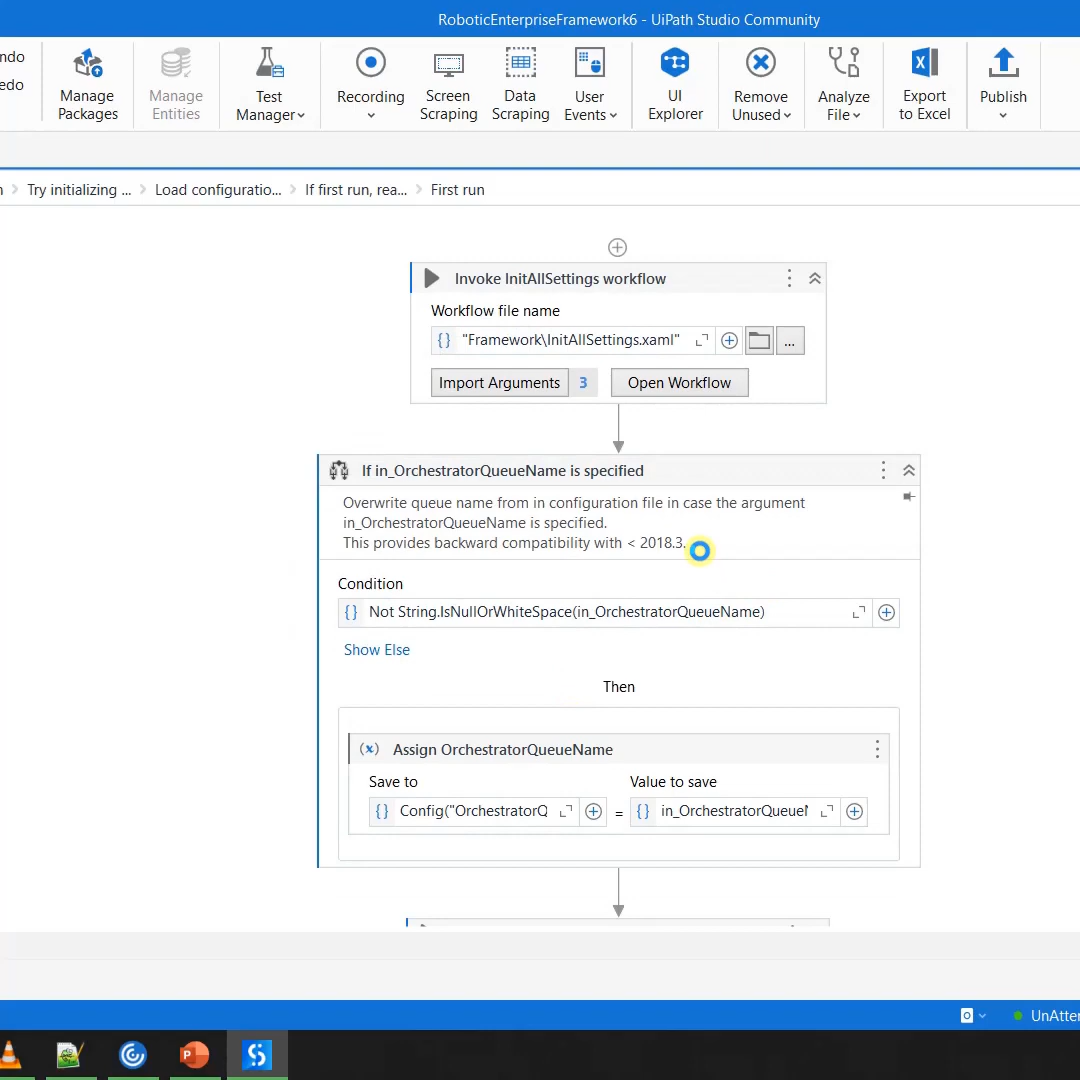 RoboticEnterpriseFramework6 - UiPath Studio Community
ndo
edo
Manage Packages
Manage Entities
Test Manager
Recording
Screen Scraping
Data Scraping
User Events
UI Explorer
Remove Unused
Analyze File
Export to Excel
Publish
Try initializing ...
Load configuratio...
If first run, rea...
First run
Invoke InitAllSettings workflow
Workflow file name
{} "Framework\InitAllSettings.xaml"
...
Import Arguments 3
Open Workflow
If in_OrchestratorQueueName is specified
Overwrite queue name from in configuration file in case the argument
in_OrchestratorQueueName is specified.
This provides backward compatibility with < 2018.3.
Condition
{} Not String.IsNullOrWhiteSpace(in_OrchestratorQueueName)
Show Else
Then
(x) Assign OrchestratorQueueName
Save to
Value to save
{} Config("OrchestratorQ
=
{} in_OrchestratorQueueN
UnAtter